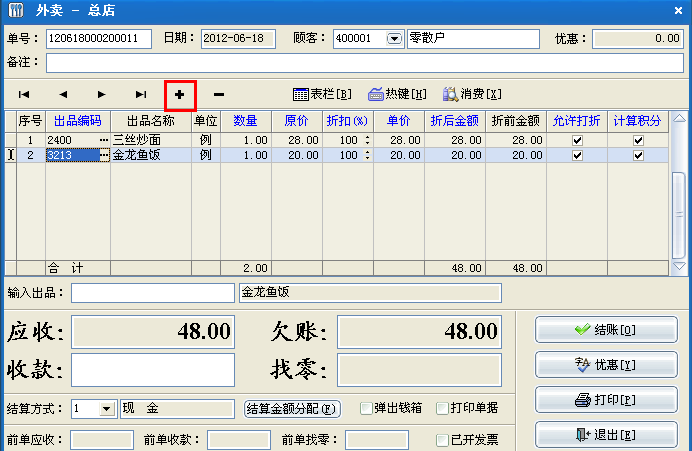 外卖 - 总店
单号: 120618000200011 日期: 2012-06-18 顾客: 400001 零散户 优惠: 0.00
备注:
表栏[B] 热键[H] 消费[X]
序号 出品编码 出品名称 单位 数量 原价 折扣(%) 单价 折后金额 折前金额 允许打折 计算积分
1 2400 三丝炒面 例 1.00 28.00 100 28.00 28.00 28.00
2 3213 金龙鱼饭 例 1.00 20.00 100 20.00 20.00 20.00
合 计 2.00 48.00 48.00
输入出品: 金龙鱼饭
应收: 48.00 欠账: 48.00 结账[O]
收款: 找零: 优惠[Y]
打印[P]
结算方式: 1 现 金 结算金额分配(F) 弹出钱箱 打印单据
前单应收: 前单收款: 前单找零: 已开发票 退出[E]